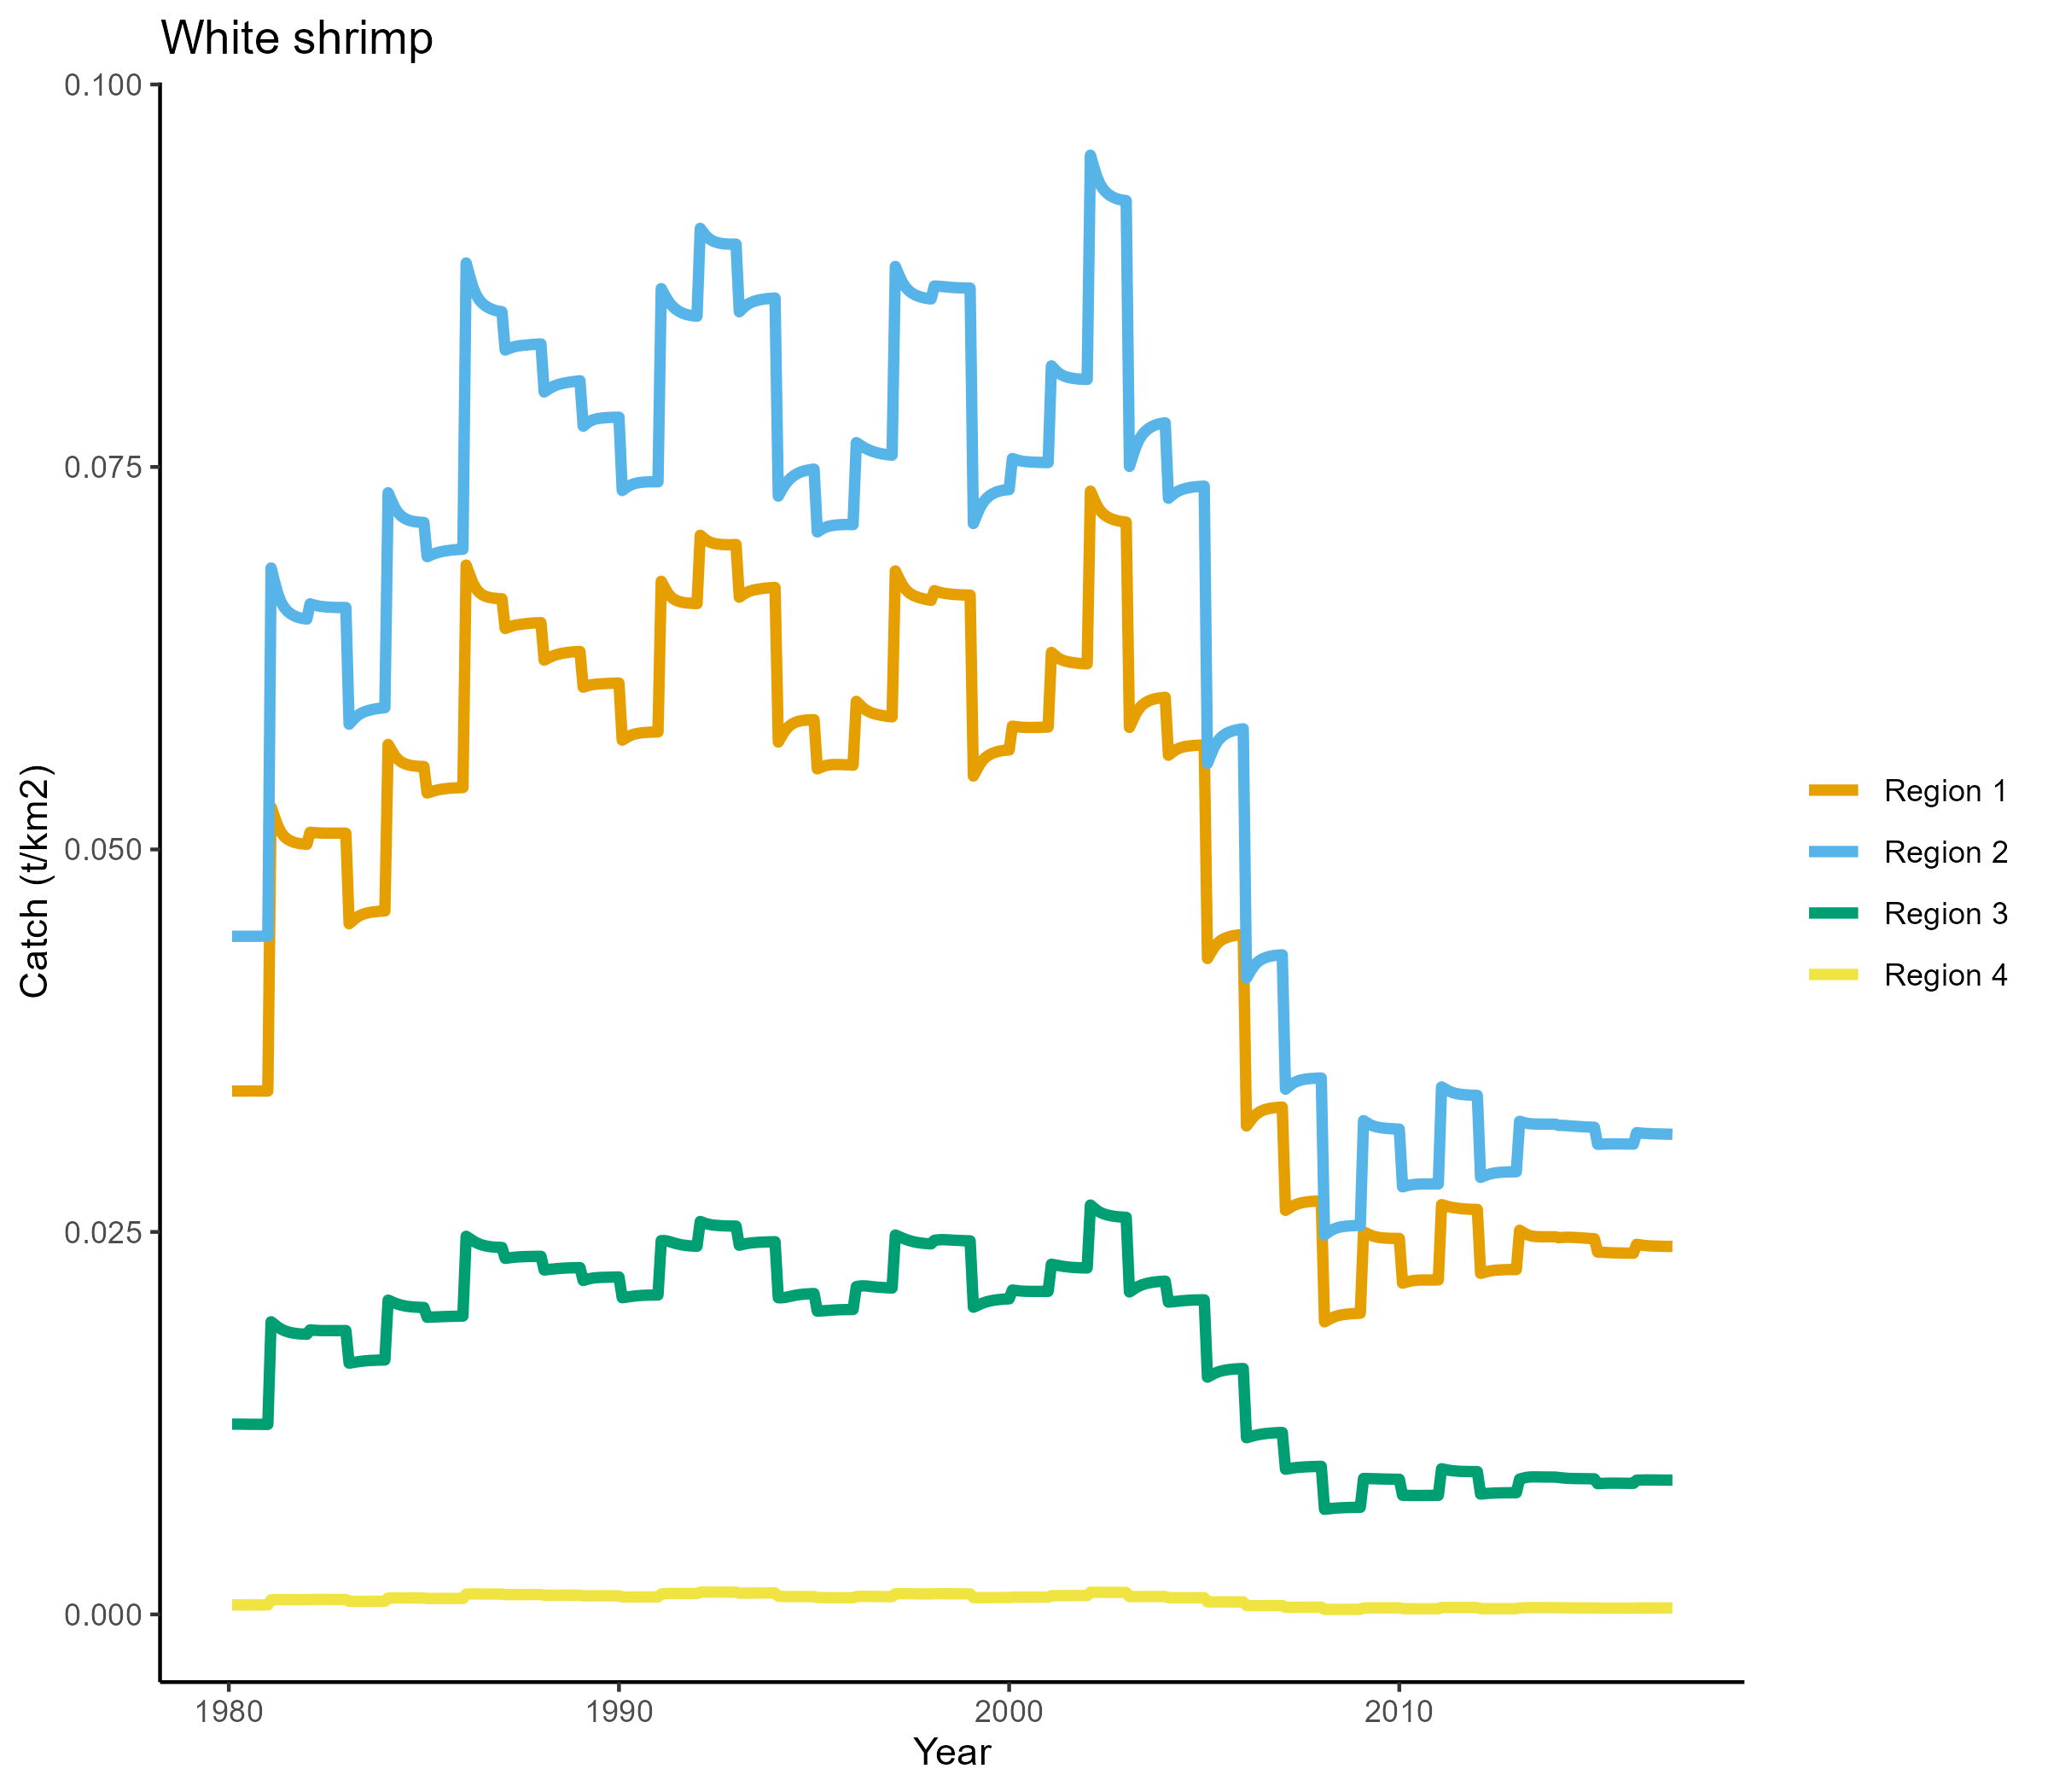 White shrimp
0.100
0.075
0.050
0.025
0.000
Catch (t/km2)
1980 1990 2000 2010
Year
Region 1
Region 2
Region 3
Region 4